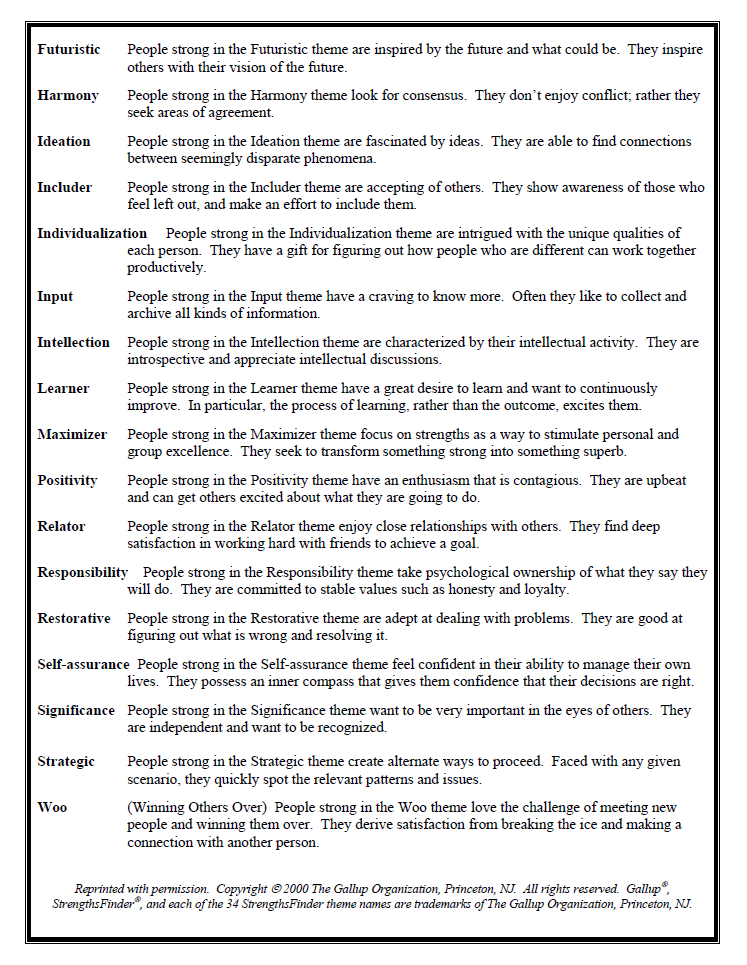 Futuristic People strong in the Futuristic theme are inspired by the future and what could be. They inspire
others with their vision of the future.
Harmony People strong in the Harmony theme look for consensus. They don’t enjoy conflict; rather they
seek areas of agreement.
Ideation People strong in the Ideation theme are fascinated by ideas. They are able to find connections
between seemingly disparate phenomena.
Includer People strong in the Includer theme are accepting of others. They show awareness of those who
feel left out, and make an effort to include them.
Individualization People strong in the Individualization theme are intrigued with the unique qualities of
each person. They have a gift for figuring out how people who are different can work together
productively.
Input People strong in the Input theme have a craving to know more. Often they like to collect and
archive all kinds of information.
Intellection People strong in the Intellection theme are characterized by their intellectual activity. They are
introspective and appreciate intellectual discussions.
Learner People strong in the Learner theme have a great desire to learn and want to continuously
improve. In particular, the process of learning, rather than the outcome, excites them.
Maximizer People strong in the Maximizer theme focus on strengths as a way to stimulate personal and
group excellence. They seek to transform something strong into something superb.
Positivity People strong in the Positivity theme have an enthusiasm that is contagious. They are upbeat
and can get others excited about what they are going to do.
Relator People strong in the Relator theme enjoy close relationships with others. They find deep
satisfaction in working hard with friends to achieve a goal.
Responsibility People strong in the Responsibility theme take psychological ownership of what they say they
will do. They are committed to stable values such as honesty and loyalty.
Restorative People strong in the Restorative theme are adept at dealing with problems. They are good at
figuring out what is wrong and resolving it.
Self-assurance People strong in the Self-assurance theme feel confident in their ability to manage their own
lives. They possess an inner compass that gives them confidence that their decisions are right.
Significance People strong in the Significance theme want to be very important in the eyes of others. They
are independent and want to be recognized.
Strategic People strong in the Strategic theme create alternate ways to proceed. Faced with any given
scenario, they quickly spot the relevant patterns and issues.
Woo (Winning Others Over) People strong in the Woo theme love the challenge of meeting new
people and winning them over. They derive satisfaction from breaking the ice and making a
connection with another person.
Reprinted with permission. Copyright © 2000 The Gallup Organization, Princeton, NJ. All rights reserved. Gallup®,
StrengthsFinder®, and each of the 34 StrengthsFinder theme names are trademarks of The Gallup Organization, Princeton, NJ.